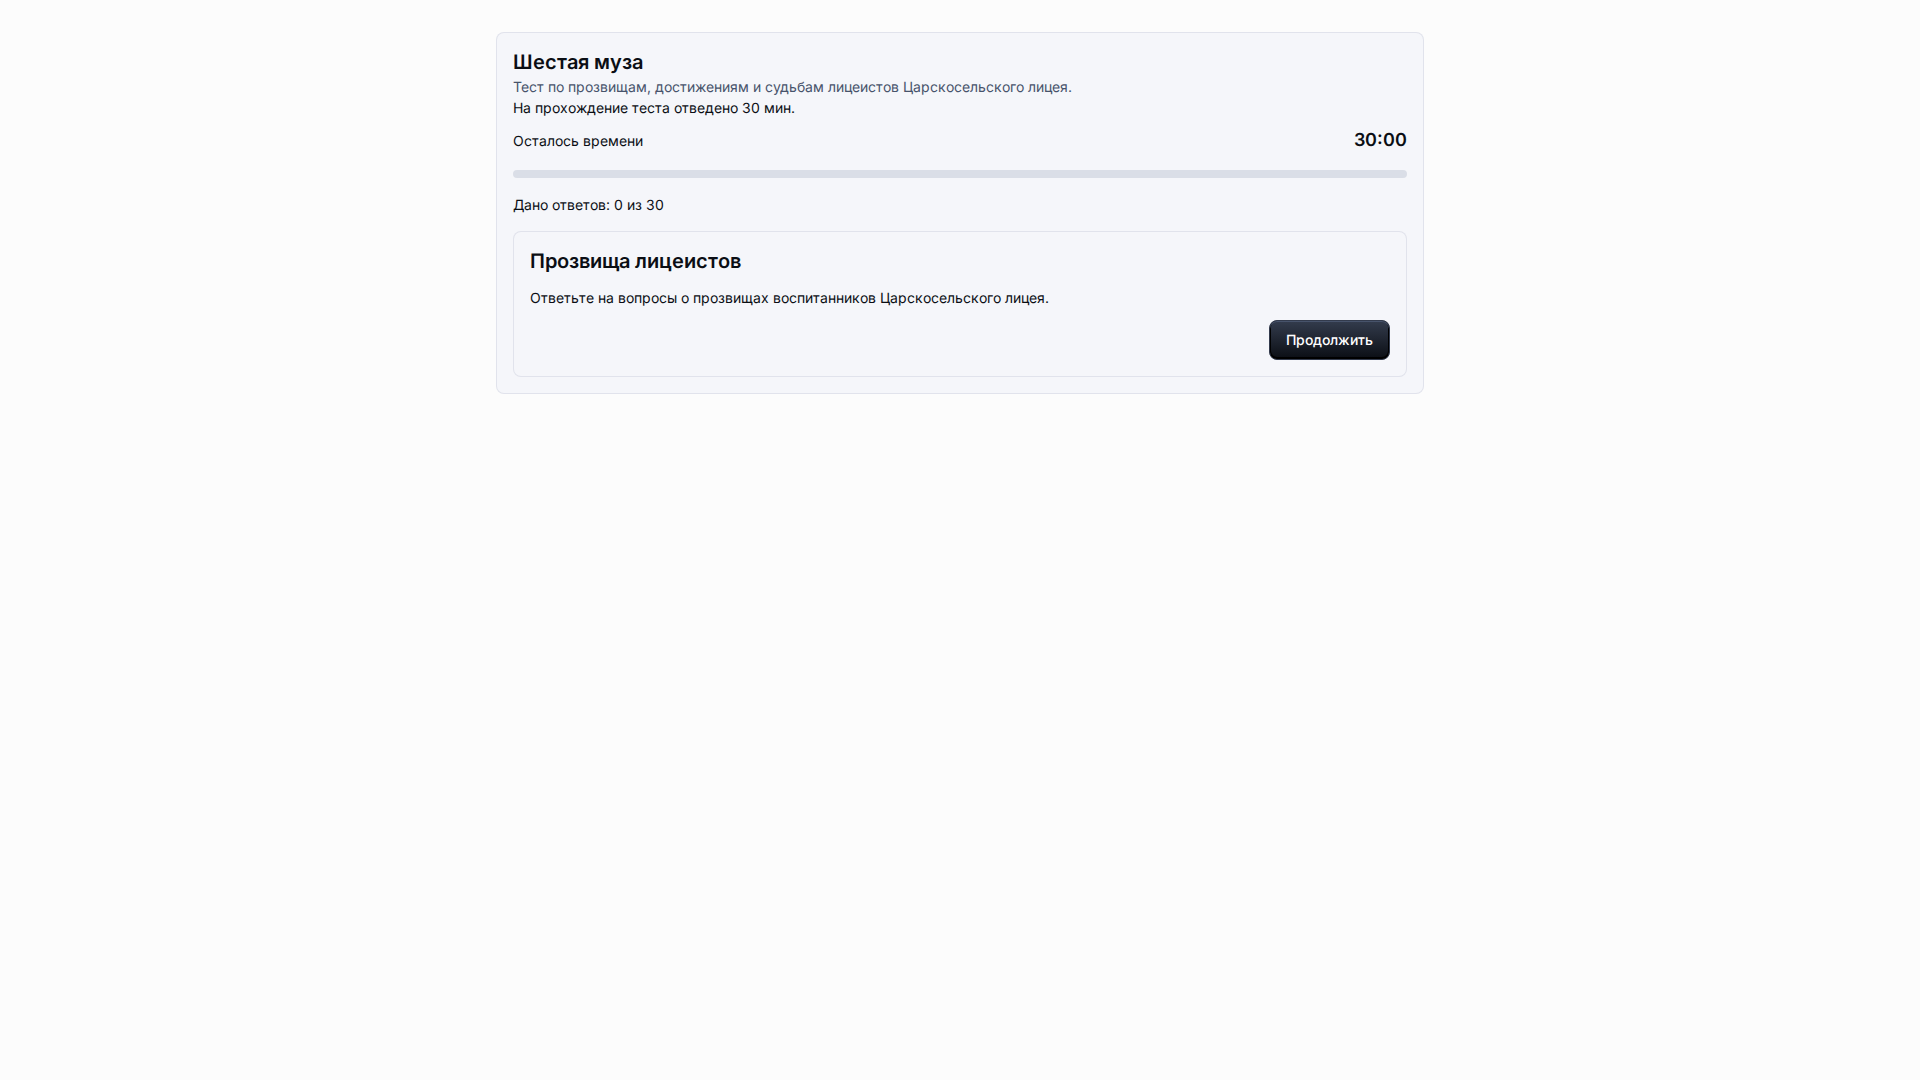 Шестая муза
Тест по прозвищам, достижениям и судьбам лицеистов Царскосельского лицея.
На прохождение теста отведено 30 мин.
Осталось времени
30:00
Дано ответов: 0 из 30
Прозвища лицеистов
Ответьте на вопросы о прозвищах воспитанников Царскосельского лицея.
Продолжить